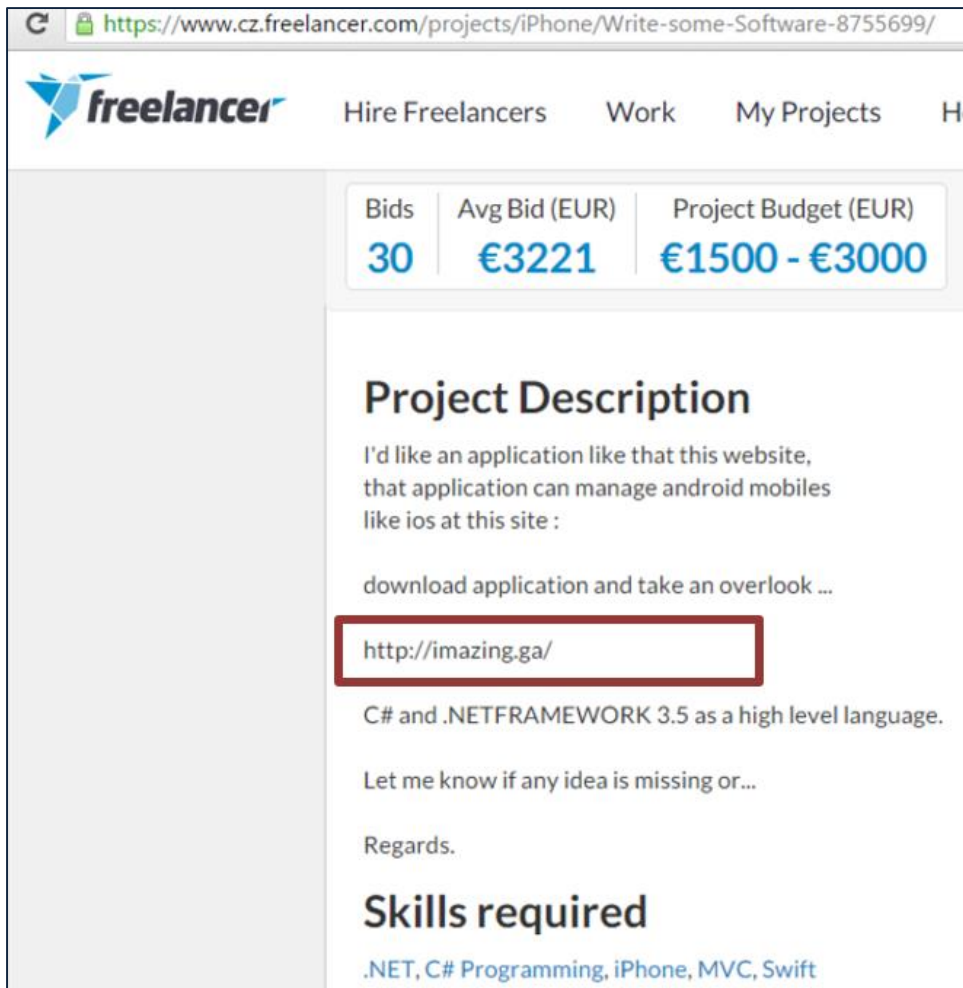 https://www.cz.freelancer.com/projects/iPhone/Write-some-Software-8755699/
freelancer Hire Freelancers Work My Projects
Bids Avg Bid (EUR) Project Budget (EUR)
30 €3221 €1500 - €3000
Project Description
I'd like an application like that this website,
that application can manage android mobiles
like ios at this site :
download application and take an overlook ...
http://imazing.ga/
C# and .NETFRAMEWORK 3.5 as a high level language.
Let me know if any idea is missing or...
Regards.
Skills required
.NET, C# Programming, iPhone, MVC, Swift